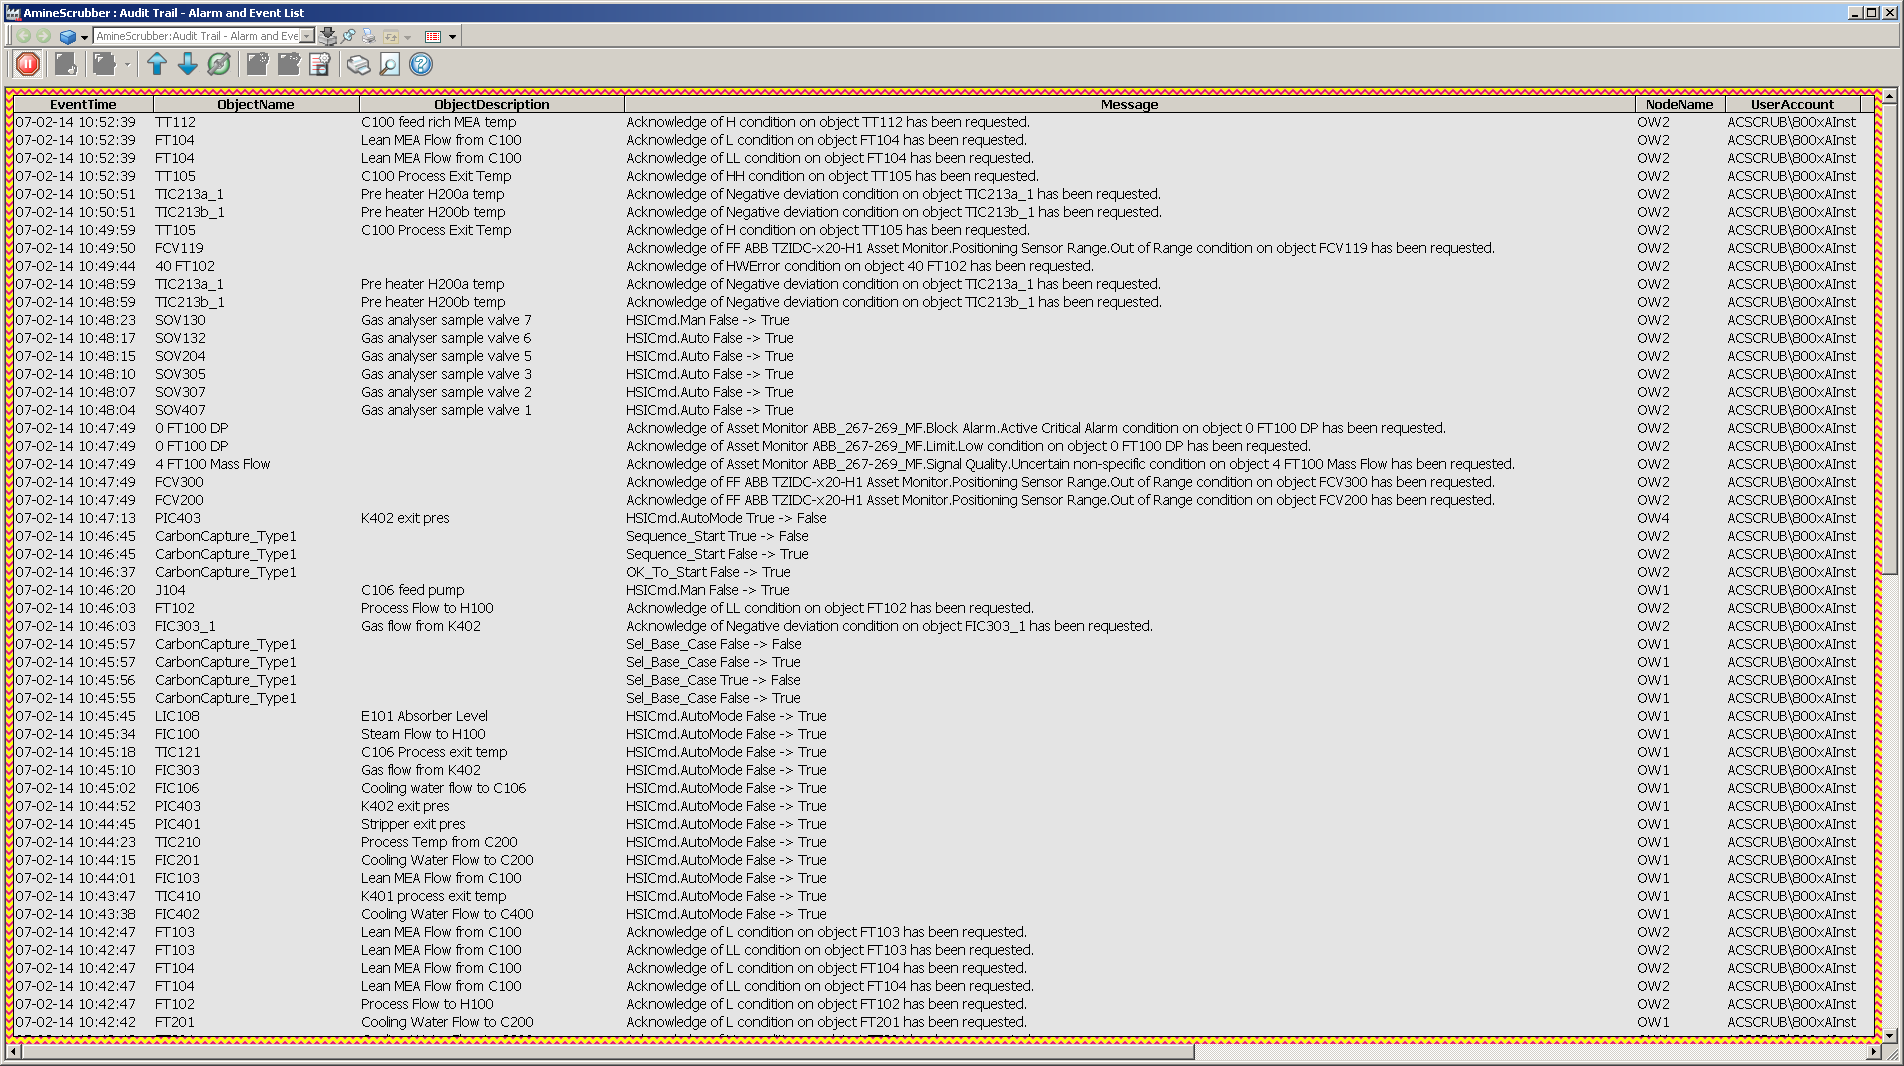 AmineScrubber : Audit Trail - Alarm and Event List
AmineScrubber:Audit Trail - Alarm and Eve
EventTime ObjectName ObjectDescription Message NodeName UserAccount
07-02-14 10:52:39 TT112 C100 feed rich MEA temp Acknowledge of H condition on object TT112 has been requested. OW2 ACSCRUB\800xAInst
07-02-14 10:52:39 FT104 Lean MEA Flow from C100 Acknowledge of L condition on object FT104 has been requested. OW2 ACSCRUB\800xAInst
07-02-14 10:52:39 FT104 Lean MEA Flow from C100 Acknowledge of LL condition on object FT104 has been requested. OW2 ACSCRUB\800xAInst
07-02-14 10:52:39 TT105 C100 Process Exit Temp Acknowledge of HH condition on object TT105 has been requested. OW2 ACSCRUB\800xAInst
07-02-14 10:50:51 TIC213a_1 Pre heater H200a temp Acknowledge of Negative deviation condition on object TIC213a_1 has been requested. OW2 ACSCRUB\800xAInst
07-02-14 10:50:51 TIC213b_1 Pre heater H200b temp Acknowledge of Negative deviation condition on object TIC213b_1 has been requested. OW2 ACSCRUB\800xAInst
07-02-14 10:49:59 TT105 C100 Process Exit Temp Acknowledge of H condition on object TT105 has been requested. OW2 ACSCRUB\800xAInst
07-02-14 10:49:50 FCV119 Acknowledge of FF ABB TZIDC-x20-H1 Asset Monitor.Positioning Sensor Range.Out of Range condition on object FCV119 has been requested. OW2 ACSCRUB\800xAInst
07-02-14 10:49:44 40 FT102 Acknowledge of HWError condition on object 40 FT102 has been requested. OW2 ACSCRUB\800xAInst
07-02-14 10:48:59 TIC213a_1 Pre heater H200a temp Acknowledge of Negative deviation condition on object TIC213a_1 has been requested. OW2 ACSCRUB\800xAInst
07-02-14 10:48:59 TIC213b_1 Pre heater H200b temp Acknowledge of Negative deviation condition on object TIC213b_1 has been requested. OW2 ACSCRUB\800xAInst
07-02-14 10:48:23 SOV130 Gas analyser sample valve 7 HSICmd.Man False -> True OW2 ACSCRUB\800xAInst
07-02-14 10:48:17 SOV132 Gas analyser sample valve 6 HSICmd.Auto False -> True OW2 ACSCRUB\800xAInst
07-02-14 10:48:15 SOV204 Gas analyser sample valve 5 HSICmd.Auto False -> True OW2 ACSCRUB\800xAInst
07-02-14 10:48:10 SOV305 Gas analyser sample valve 3 HSICmd.Auto False -> True OW2 ACSCRUB\800xAInst
07-02-14 10:48:07 SOV307 Gas analyser sample valve 2 HSICmd.Auto False -> True OW2 ACSCRUB\800xAInst
07-02-14 10:48:04 SOV407 Gas analyser sample valve 1 HSICmd.Auto False -> True OW2 ACSCRUB\800xAInst
07-02-14 10:47:49 0 FT100 DP Acknowledge of Asset Monitor ABB_267-269_MF.Block Alarm.Active Critical Alarm condition on object 0 FT100 DP has been requested. OW2 ACSCRUB\800xAInst
07-02-14 10:47:49 0 FT100 DP Acknowledge of Asset Monitor ABB_267-269_MF.Limit.Low condition on object 0 FT100 DP has been requested. OW2 ACSCRUB\800xAInst
07-02-14 10:47:49 4 FT100 Mass Flow Acknowledge of Asset Monitor ABB_267-269_MF.Signal Quality.Uncertain non-specific condition on object 4 FT100 Mass Flow has been requested. OW2 ACSCRUB\800xAInst
07-02-14 10:47:49 FCV300 Acknowledge of FF ABB TZIDC-x20-H1 Asset Monitor.Positioning Sensor Range.Out of Range condition on object FCV300 has been requested. OW2 ACSCRUB\800xAInst
07-02-14 10:47:49 FCV200 Acknowledge of FF ABB TZIDC-x20-H1 Asset Monitor.Positioning Sensor Range.Out of Range condition on object FCV200 has been requested. OW2 ACSCRUB\800xAInst
07-02-14 10:47:13 PIC403 K402 exit pres HSICmd.AutoMode True -> False OW4 ACSCRUB\800xAInst
07-02-14 10:46:45 CarbonCapture_Type1 Sequence_Start True -> False OW2 ACSCRUB\800xAInst
07-02-14 10:46:45 CarbonCapture_Type1 Sequence_Start False -> True OW2 ACSCRUB\800xAInst
07-02-14 10:46:37 CarbonCapture_Type1 OK_To_Start False -> True OW2 ACSCRUB\800xAInst
07-02-14 10:46:20 J104 C106 feed pump HSICmd.Man False -> True OW1 ACSCRUB\800xAInst
07-02-14 10:46:03 FT102 Process Flow to H100 Acknowledge of LL condition on object FT102 has been requested. OW2 ACSCRUB\800xAInst
07-02-14 10:46:03 FIC303_1 Gas flow from K402 Acknowledge of Negative deviation condition on object FIC303_1 has been requested. OW2 ACSCRUB\800xAInst
07-02-14 10:45:57 CarbonCapture_Type1 Sel_Base_Case False -> False OW1 ACSCRUB\800xAInst
07-02-14 10:45:57 CarbonCapture_Type1 Sel_Base_Case False -> True OW1 ACSCRUB\800xAInst
07-02-14 10:45:56 CarbonCapture_Type1 Sel_Base_Case True -> False OW1 ACSCRUB\800xAInst
07-02-14 10:45:55 CarbonCapture_Type1 Sel_Base_Case False -> True OW1 ACSCRUB\800xAInst
07-02-14 10:45:45 LIC108 E101 Absorber Level HSICmd.AutoMode False -> True OW1 ACSCRUB\800xAInst
07-02-14 10:45:34 FIC100 Steam Flow to H100 HSICmd.AutoMode False -> True OW1 ACSCRUB\800xAInst
07-02-14 10:45:18 TIC121 C106 Process exit temp HSICmd.AutoMode False -> True OW1 ACSCRUB\800xAInst
07-02-14 10:45:10 FIC303 Gas flow from K402 HSICmd.AutoMode False -> True OW1 ACSCRUB\800xAInst
07-02-14 10:45:02 FIC106 Cooling water flow to C106 HSICmd.AutoMode False -> True OW1 ACSCRUB\800xAInst
07-02-14 10:44:52 PIC403 K402 exit pres HSICmd.AutoMode False -> True OW1 ACSCRUB\800xAInst
07-02-14 10:44:45 PIC401 Stripper exit pres HSICmd.AutoMode False -> True OW1 ACSCRUB\800xAInst
07-02-14 10:44:23 TIC210 Process Temp from C200 HSICmd.AutoMode False -> True OW1 ACSCRUB\800xAInst
07-02-14 10:44:15 FIC201 Cooling Water Flow to C200 HSICmd.AutoMode False -> True OW1 ACSCRUB\800xAInst
07-02-14 10:44:01 FIC103 Lean MEA Flow from C100 HSICmd.AutoMode False -> True OW1 ACSCRUB\800xAInst
07-02-14 10:43:47 TIC410 K401 process exit temp HSICmd.AutoMode False -> True OW1 ACSCRUB\800xAInst
07-02-14 10:43:38 FIC402 Cooling Water Flow to C400 HSICmd.AutoMode False -> True OW1 ACSCRUB\800xAInst
07-02-14 10:42:47 FT103 Lean MEA Flow from C100 Acknowledge of L condition on object FT103 has been requested. OW2 ACSCRUB\800xAInst
07-02-14 10:42:47 FT103 Lean MEA Flow from C100 Acknowledge of LL condition on object FT103 has been requested. OW2 ACSCRUB\800xAInst
07-02-14 10:42:47 FT104 Lean MEA Flow from C100 Acknowledge of L condition on object FT104 has been requested. OW2 ACSCRUB\800xAInst
07-02-14 10:42:47 FT104 Lean MEA Flow from C100 Acknowledge of LL condition on object FT104 has been requested. OW2 ACSCRUB\800xAInst
07-02-14 10:42:47 FT102 Process Flow to H100 Acknowledge of L condition on object FT102 has been requested. OW2 ACSCRUB\800xAInst
07-02-14 10:42:42 FT201 Cooling Water Flow to C200 Acknowledge of L condition on object FT201 has been requested. OW1 ACSCRUB\800xAInst